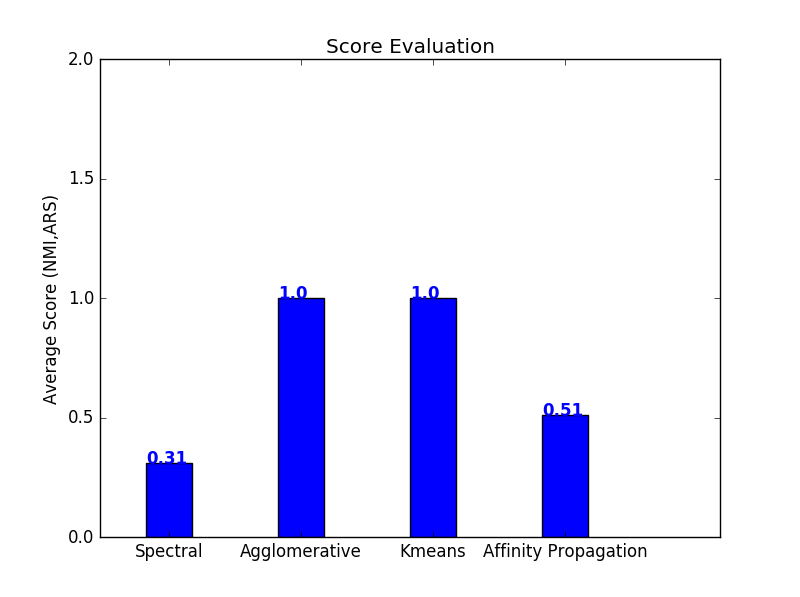 Score Evaluation
2.0
1.5
1.0
0.5
0.0
Average Score (NMI,ARS)
0.31
1.0
1.0
0.51
Spectral
Agglomerative
Kmeans
Affinity Propagation